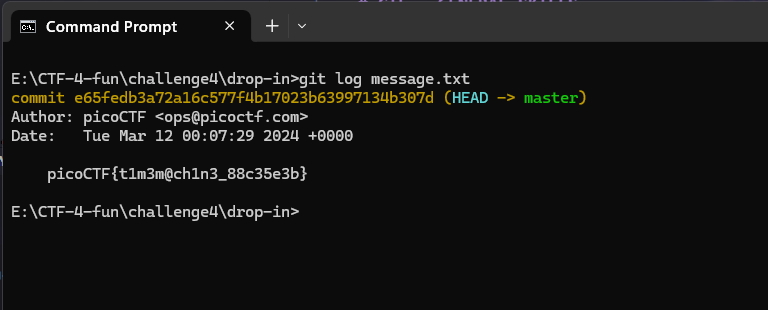 Command Prompt
E:\CTF-4-fun\challenge4\drop-in>git log message.txt
commit e65fedb3a72a16c577f4b17023b63997134b307d (HEAD -> master)
Author: picoCTF <ops@picoctf.com>
Date:   Tue Mar 12 00:07:29 2024 +0000
picoCTF{t1m3m@ch1n3_88c35e3b}
E:\CTF-4-fun\challenge4\drop-in>